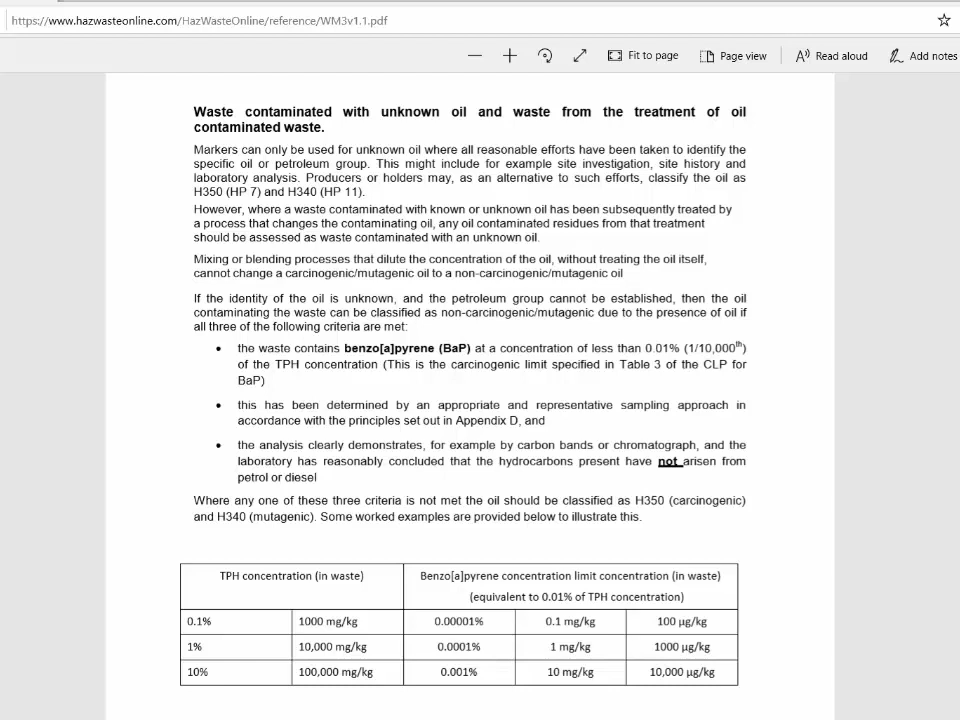 https://www.hazwasteonline.com/HazWasteOnline/reference/WM3v1.1.pdf
Fit to page Page view Read aloud Add notes
Waste contaminated with unknown oil and waste from the treatment of oil
contaminated waste.
Markers can only be used for unknown oil where all reasonable efforts have been taken to identify the
specific oil or petroleum group. This might include for example site investigation, site history and
laboratory analysis. Producers or holders may, as an alternative to such efforts, classify the oil as
H350 (HP 7) and H340 (HP 11).
However, where a waste contaminated with known or unknown oil has been subsequently treated by
a process that changes the contaminating oil, any oil contaminated residues from that treatment
should be assessed as waste contaminated with an unknown oil.
Mixing or blending processes that dilute the concentration of the oil, without treating the oil itself,
cannot change a carcinogenic/mutagenic oil to a non-carcinogenic/mutagenic oil
If the identity of the oil is unknown, and the petroleum group cannot be established, then the oil
contaminating the waste can be classified as non-carcinogenic/mutagenic due to the presence of oil if
all three of the following criteria are met:
• the waste contains benzo[a]pyrene (BaP) at a concentration of less than 0.01% (1/10,000th)
of the TPH concentration (This is the carcinogenic limit specified in Table 3 of the CLP for
BaP)
• this has been determined by an appropriate and representative sampling approach in
accordance with the principles set out in Appendix D, and
• the analysis clearly demonstrates, for example by carbon bands or chromatograph, and the
laboratory has reasonably concluded that the hydrocarbons present have not arisen from
petrol or diesel
Where any one of these three criteria is not met the oil should be classified as H350 (carcinogenic)
and H340 (mutagenic). Some worked examples are provided below to illustrate this.
TPH concentration (in waste) Benzo[a]pyrene concentration limit concentration (in waste)
(equivalent to 0.01% of TPH concentration)
0.1% 1000 mg/kg 0.00001% 0.1 mg/kg 100 µg/kg
1% 10,000 mg/kg 0.0001% 1 mg/kg 1000 µg/kg
10% 100,000 mg/kg 0.001% 10 mg/kg 10,000 µg/kg